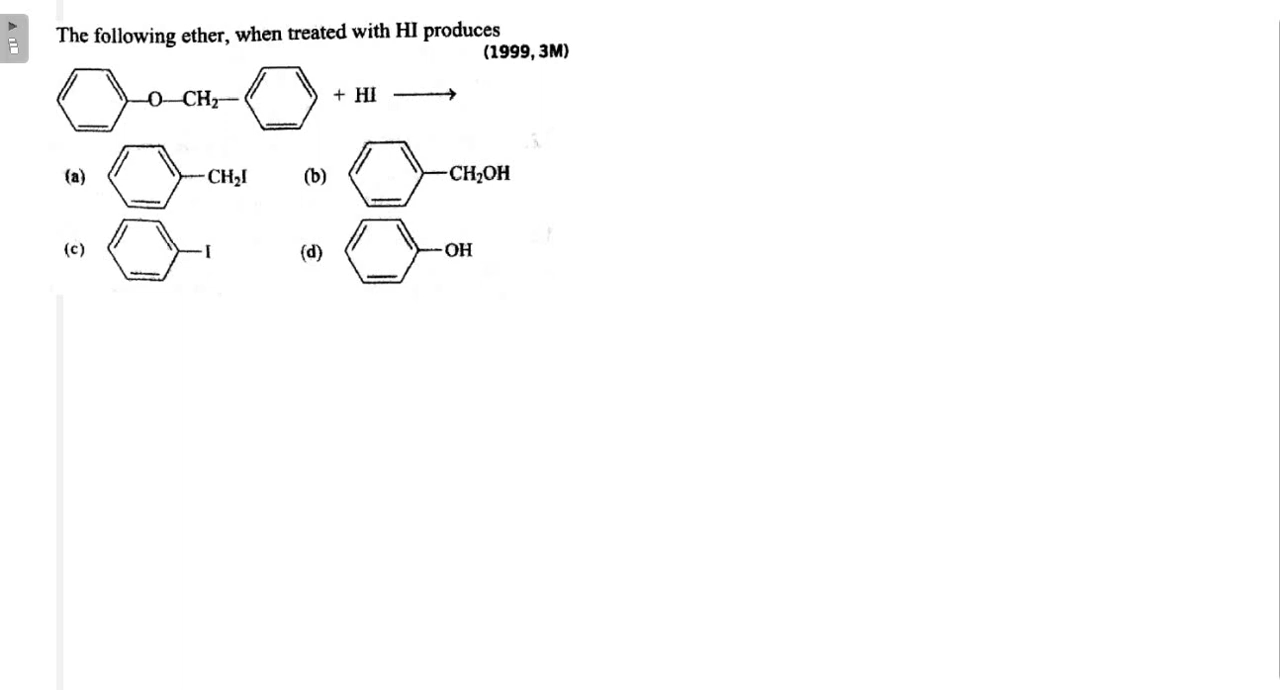 The following ether, when treated with HI produces
(1999, 3M)
O—CH₂— + HI ⟶
(a) —CH₂I (b) —CH₂OH
(c) —I (d) —OH